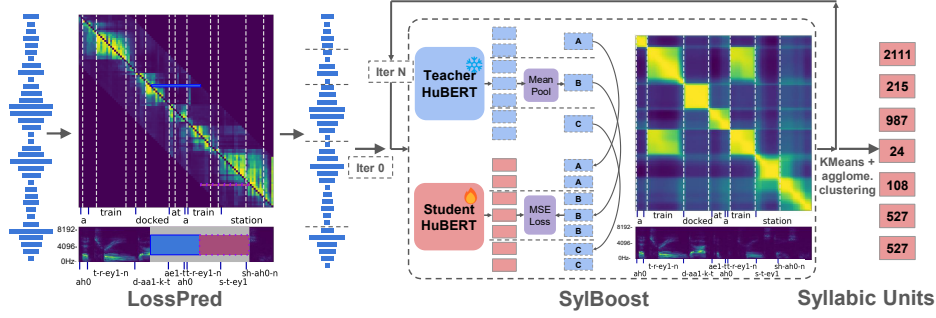 a
train
docked
at
a
train
station
8192-
4096-
0Hz-
ah0
t-r-ey1-n
d-aa1-k-t
ae1-t
ah0
t-r-ey1-n
s-t-ey1
sh-ah0-n
LossPred
Iter N
Iter 0
Teacher
HuBERT
Mean
Pool
A
B
C
Student
HuBERT
MSE
Loss
A
A
B
B
B
C
C
a
train
docked
at
a
train
station
8192-
4096-
0Hz-
ah0
t-r-ey1-n
d-aa1-k-t
ae1-t
ah0
t-r-ey1-n
s-t-ey1
sh-ah0-n
SylBoost
KMeans +
agglome.
clustering
2111
215
987
24
108
527
527
Syllabic Units